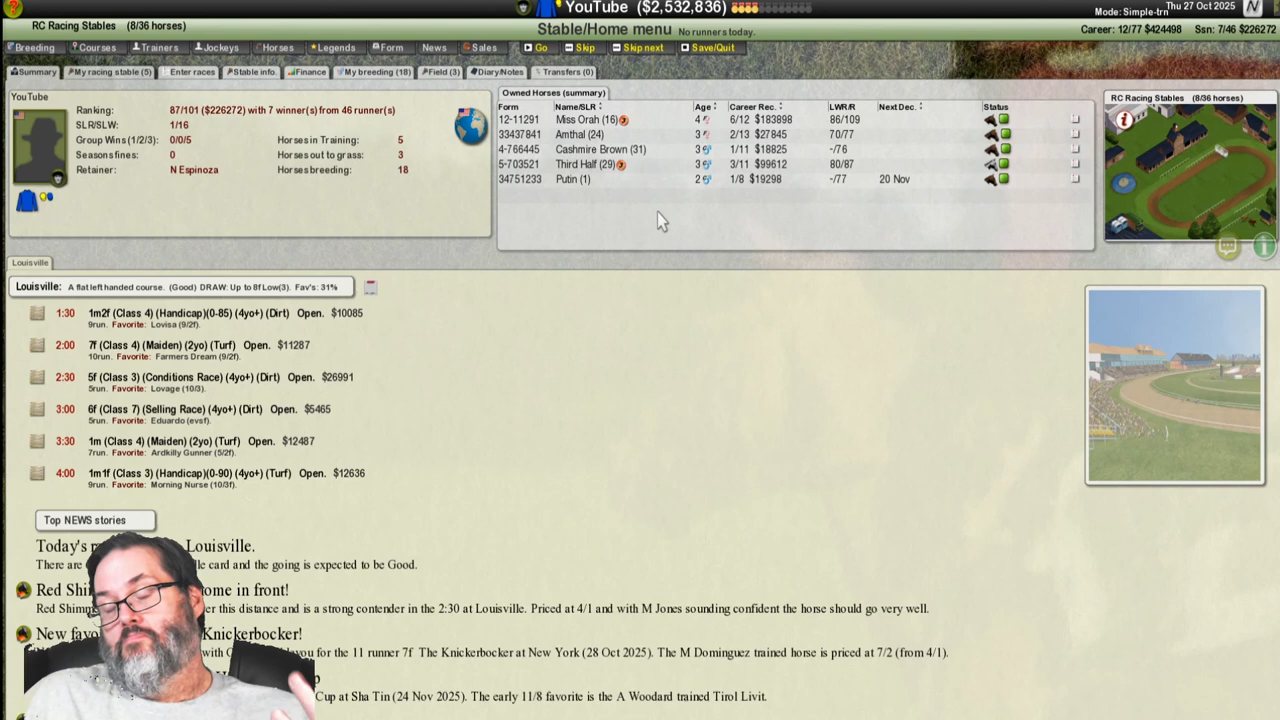 YouTube ($2,532,836)
Mode: Simple-trn
Thu 27 Oct 2025
RC Racing Stables (8/36 horses)
Stable/Home menu No runners today.
Career: 12/77 $424498 Ssn: 7/46 $226272
Breeding Courses Trainers Jockeys Horses Legends Form News Sales Go Skip Skip next Save/Quit
Summary My racing stable (5) Enter races Stable info. Finance My breeding (18) Field (3) Diary/Notes Transfers (0)
YouTube
Ranking: 87/101 ($226272) with 7 winner(s) from 46 runner(s)
SLR/SLW: 1/16
Group Wins (1/2/3): 0/0/5 Horses in Training: 5
Seasons fines: 0 Horses out to grass: 3
Retainer: N Espinoza Horses breeding: 18
Owned Horses (summary)
Form Name/SLR : Age : Career Rec. : LWR/R Next Dec. : Status
12-11291 Miss Orah (16) 4 6/12 $183898 86/109
33437841 Amthal (24) 3 2/13 $27845 70/77
4-766445 Cashmire Brown (31) 3 1/11 $18825 -/76
5-703521 Third Half (29) 3 3/11 $99612 80/87
34751233 Putin (1) 2 1/8 $19298 -/77 20 Nov
RC Racing Stables (8/36 horses)
Louisville
Louisville: A flat left handed course. (Good) DRAW: Up to 8f Low(3). Fav's: 31%
1:30 1m2f (Class 4) (Handicap)(0-85) (4yo+) (Dirt) Open. $10085
9run. Favorite: Lovisa (9/2f).
2:00 7f (Class 4) (Maiden) (2yo) (Turf) Open. $11287
10run. Favorite: Farmers Dream (9/2f).
2:30 5f (Class 3) (Conditions Race) (4yo+) (Dirt) Open. $26991
5run. Favorite: Lovage (10/3).
3:00 6f (Class 7) (Selling Race) (4yo+) (Dirt) Open. $5465
5run. Favorite: Eduardo (evsf).
3:30 1m (Class 4) (Maiden) (2yo) (Turf) Open. $12487
7run. Favorite: Ardkilly Gunner (5/2f).
4:00 1m1f (Class 3) (Handicap)(0-90) (4yo+) (Turf) Open. $12636
9run. Favorite: Morning Nurse (10/3f).
Top NEWS stories
Today's Louisville.
There are card and the going is expected to be Good.
Red ome in front!
Red er this distance and is a strong contender in the 2:30 at Louisville. Priced at 4/1 and with M Jones sounding confident the horse should go very well.
New Knickerbocker!
with you for the 11 runner 7f The Knickerbocker at New York (28 Oct 2025). The M Dominguez trained horse is priced at 7/2 (from 4/1).
Cup at Sha Tin (24 Nov 2025). The early 11/8 favorite is the A Woodard trained Tirol Livit.